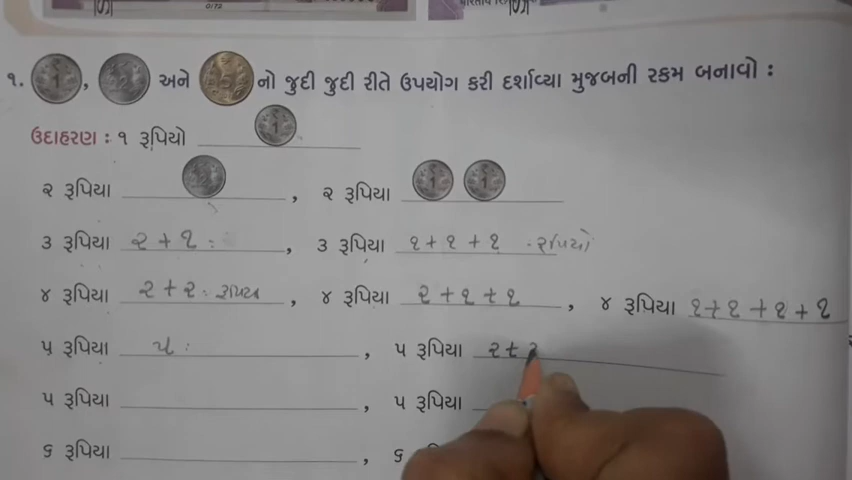 ૧. , અને નો જુદી જુદી રીતે ઉપયોગ કરી દર્શાવ્યા મુજબની રકમ બનાવો :
ઉદાહરણ : ૧ રૂપિયો
૨ રૂપિયા , ૨ રૂપિયા
૩ રૂપિયા ૨ + ૧ : , ૩ રૂપિયા ૧ + ૧ + ૧
૪ રૂપિયા ૨ + ૨ : , ૪ રૂપિયા ૨ + ૧ + ૧ , ૪ રૂપિયા ૧ + ૧ + ૧ + ૧
૫ રૂપિયા ૫ : , ૫ રૂપિયા ૨ + ૨
૫ રૂપિયા , ૫ રૂપિયા
૬ રૂપિયા , ૬